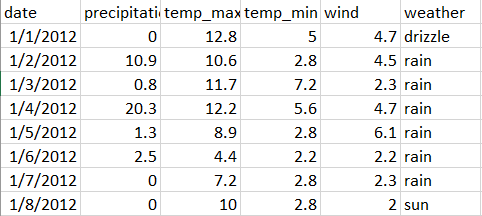 date precipitatio temp_max temp_min wind weather
1/1/2012 0 12.8 5 4.7 drizzle
1/2/2012 10.9 10.6 2.8 4.5 rain
1/3/2012 0.8 11.7 7.2 2.3 rain
1/4/2012 20.3 12.2 5.6 4.7 rain
1/5/2012 1.3 8.9 2.8 6.1 rain
1/6/2012 2.5 4.4 2.2 2.2 rain
1/7/2012 0 7.2 2.8 2.3 rain
1/8/2012 0 10 2.8 2 sun